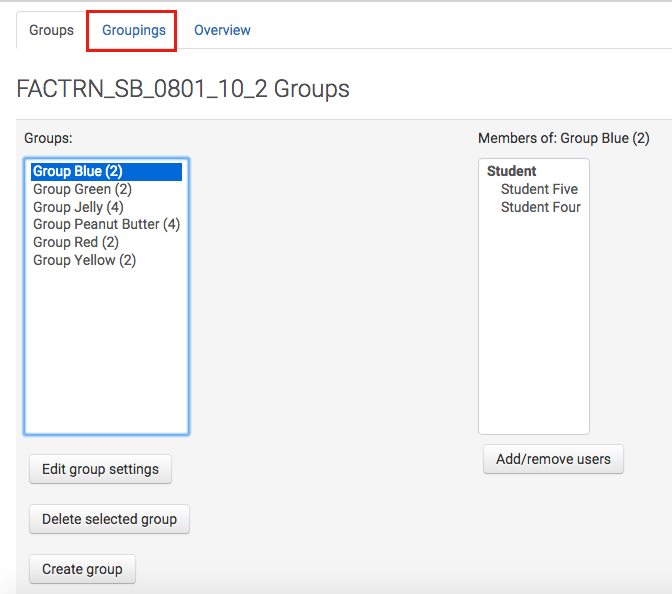 Groups Groupings Overview
FACTRN_SB_0801_10_2 Groups
Groups:
Group Blue (2)
Group Green (2)
Group Jelly (4)
Group Peanut Butter (4)
Group Red (2)
Group Yellow (2)
Edit group settings
Delete selected group
Create group
Members of: Group Blue (2)
Student
Student Five
Student Four
Add/remove users